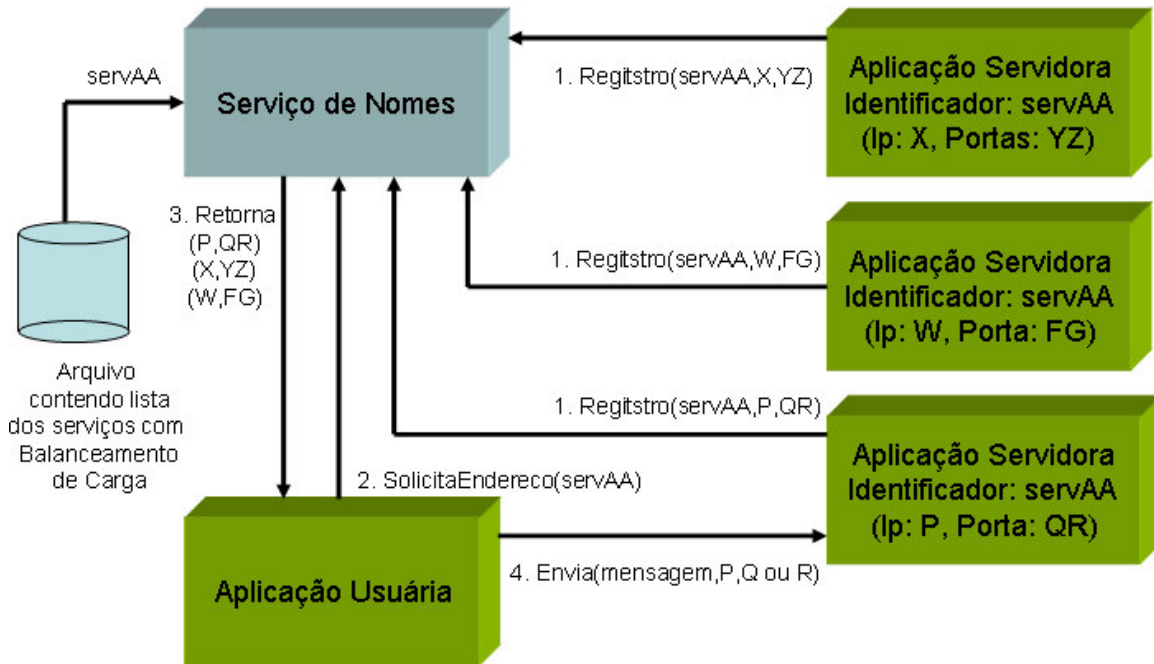 servAA
Serviço de Nomes
1. Regitstro(servAA,X,YZ)
Aplicação Servidora
Identificador: servAA
(Ip: X, Portas: YZ)
3. Retorna
(P,QR)
(X,YZ)
(W,FG)
1. Regitstro(servAA,W,FG)
Aplicação Servidora
Identificador: servAA
(Ip: W, Porta: FG)
Arquivo
contendo lista
dos serviços com
Balanceamento
de Carga
1. Regitstro(servAA,P,QR)
Aplicação Servidora
Identificador: servAA
(Ip: P, Porta: QR)
2. SolicitaEndereco(servAA)
Aplicação Usuária
4. Envia(mensagem,P,Q ou R)